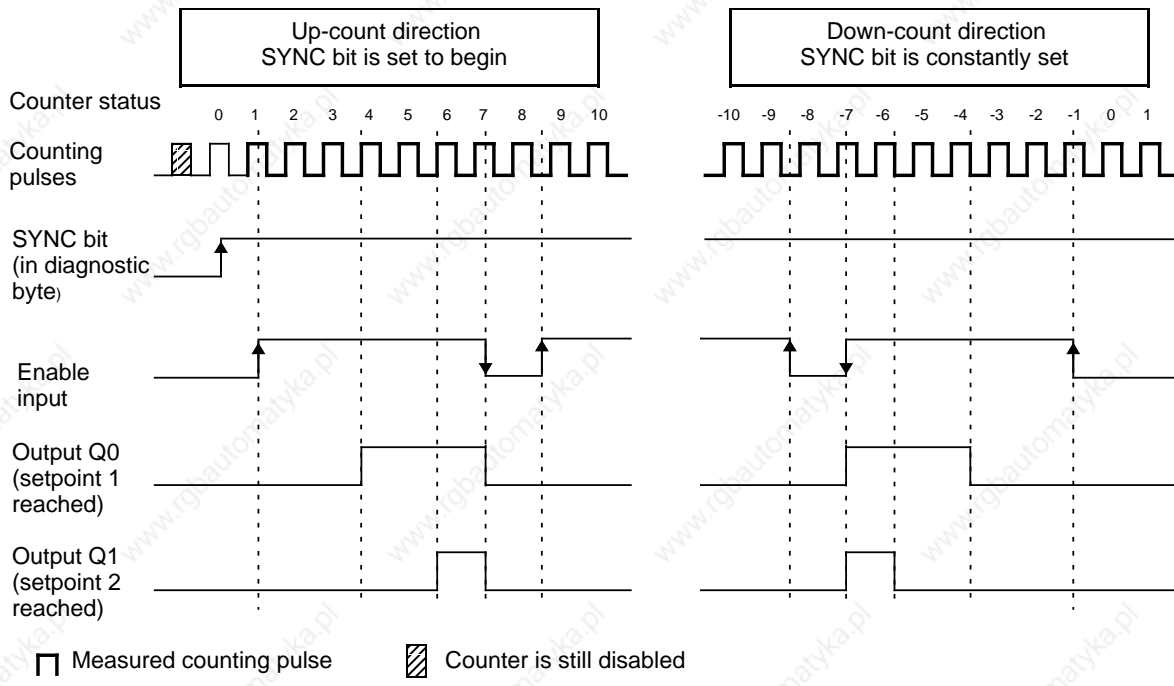 Up-count direction
SYNC bit is set to begin
Down-count direction
SYNC bit is constantly set
Counter status
0 1 2 3 4 5 6 7 8 9 10
-10 -9 -8 -7 -6 -5 -4 -3 -2 -1 0 1
Counting
pulses
SYNC bit
(in diagnostic
byte)
Enable
input
Output Q0
(setpoint 1
reached)
Output Q1
(setpoint 2
reached)
Measured counting pulse
Counter is still disabled
www.rgbautomatyka.pl